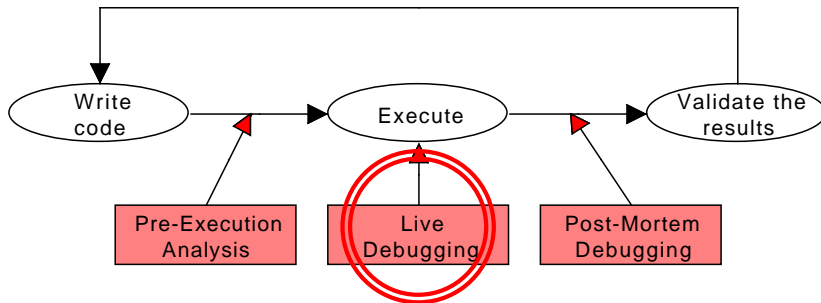 Write
code
Execute
Validate the
results
Pre-Execution
Analysis
Live
Debugging
Post-Mortem
Debugging